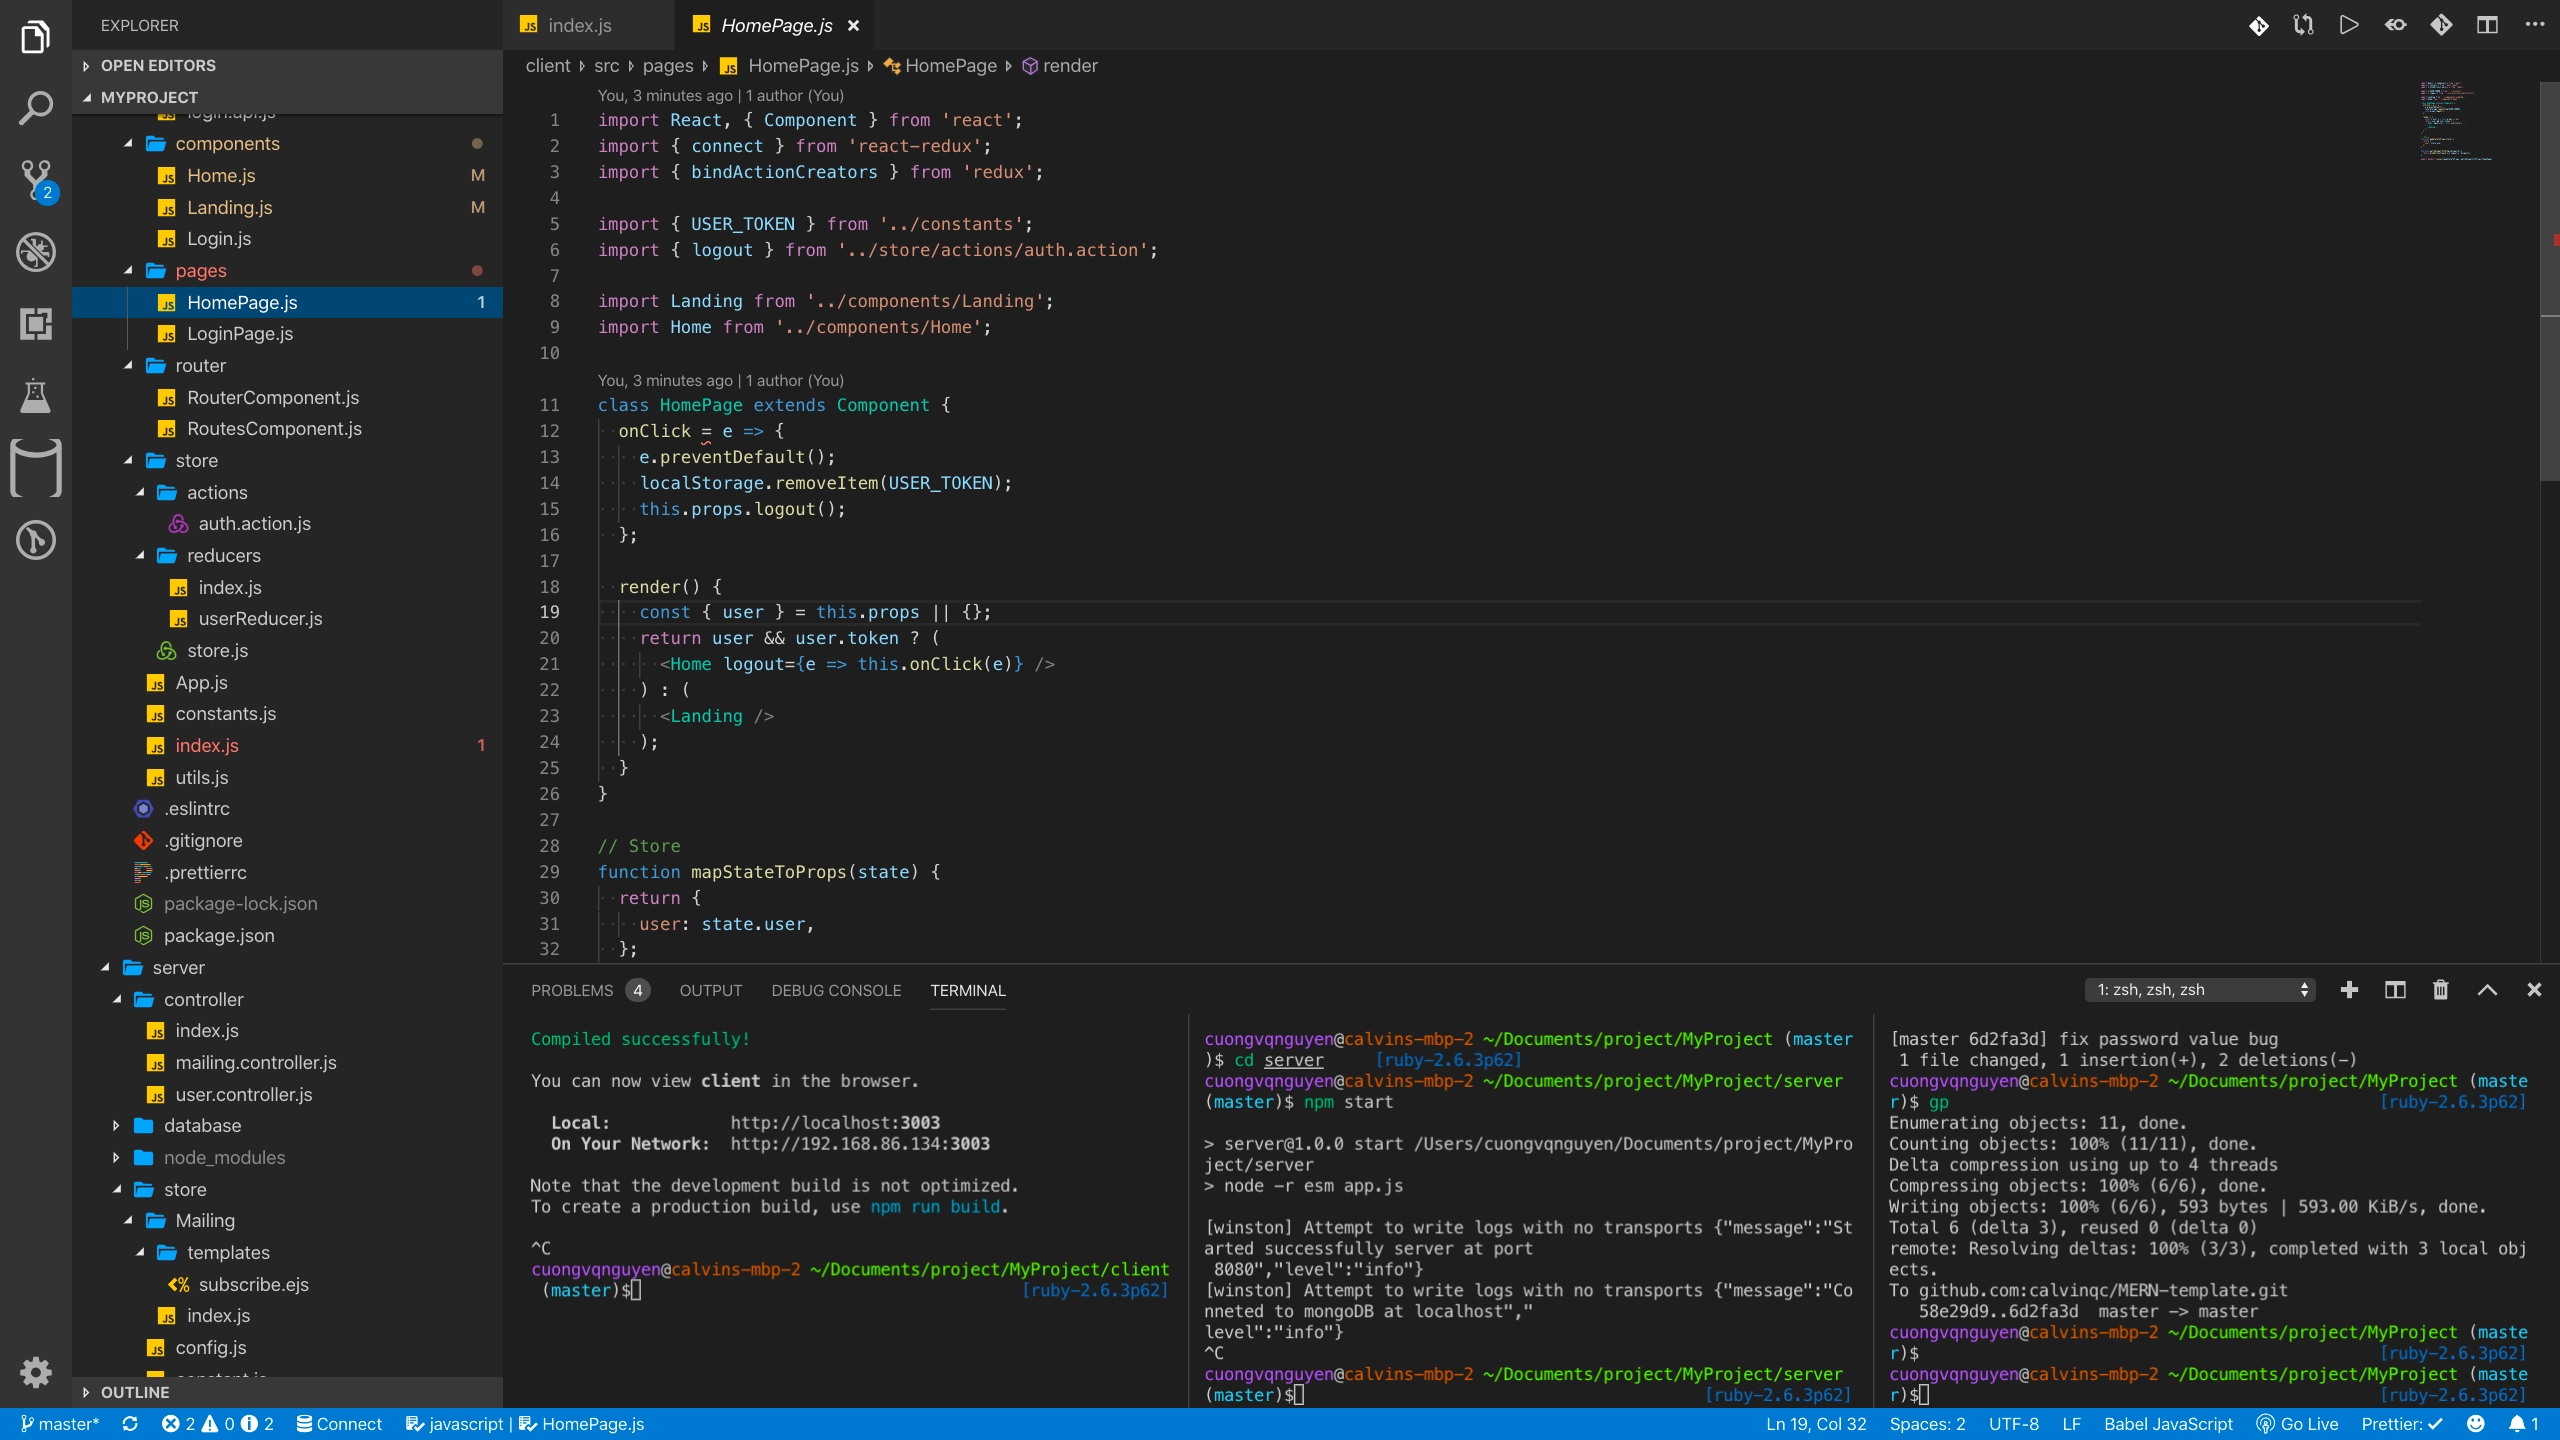 EXPLORER
OPEN EDITORS
MYPROJECT
login.api.js
components
Home.js M
Landing.js M
Login.js
pages
HomePage.js 1
LoginPage.js
router
RouterComponent.js
RoutesComponent.js
store
actions
auth.action.js
reducers
index.js
userReducer.js
store.js
App.js
constants.js
index.js 1
utils.js
.eslintrc
.gitignore
.prettierrc
package-lock.json
package.json
server
controller
index.js
mailing.controller.js
user.controller.js
database
node_modules
store
Mailing
templates
subscribe.ejs
index.js
config.js
OUTLINE
2
index.js
HomePage.js
client src pages HomePage.js HomePage render
You, 3 minutes ago | 1 author (You)
1 import React, { Component } from 'react';
2 import { connect } from 'react-redux';
3 import { bindActionCreators } from 'redux';
4
5 import { USER_TOKEN } from '../constants';
6 import { logout } from '../store/actions/auth.action';
7
8 import Landing from '../components/Landing';
9 import Home from '../components/Home';
10
You, 3 minutes ago | 1 author (You)
11 class HomePage extends Component {
12 onClick = e => {
13 e.preventDefault();
14 localStorage.removeItem(USER_TOKEN);
15 this.props.logout();
16 };
17
18 render() {
19 const { user } = this.props || {};
20 return user && user.token ? (
21 <Home logout={e => this.onClick(e)} />
22 ) : (
23 <Landing />
24 );
25 }
26 }
27
28 // Store
29 function mapStateToProps(state) {
30 return {
31 user: state.user,
32 };
PROBLEMS 4 OUTPUT DEBUG CONSOLE TERMINAL 1: zsh, zsh, zsh
Compiled successfully!
You can now view client in the browser.
Local: http://localhost:3003
On Your Network: http://192.168.86.134:3003
Note that the development build is not optimized.
To create a production build, use npm run build.
^C
cuongvqnguyen@calvins-mbp-2 ~/Documents/project/MyProject/client
(master)$ [ruby-2.6.3p62]
cuongvqnguyen@calvins-mbp-2 ~/Documents/project/MyProject (master
)$ cd server [ruby-2.6.3p62]
cuongvqnguyen@calvins-mbp-2 ~/Documents/project/MyProject/server
(master)$ npm start
> server@1.0.0 start /Users/cuongvqnguyen/Documents/project/MyPro
ject/server
> node -r esm app.js
[winston] Attempt to write logs with no transports {"message":"St
arted successfully server at port
8080","level":"info"}
[winston] Attempt to write logs with no transports {"message":"Co
nneted to mongoDB at localhost","
level":"info"}
^C
cuongvqnguyen@calvins-mbp-2 ~/Documents/project/MyProject/server
(master)$ [ruby-2.6.3p62]
[master 6d2fa3d] fix password value bug
1 file changed, 1 insertion(+), 2 deletions(-)
cuongvqnguyen@calvins-mbp-2 ~/Documents/project/MyProject (maste
r)$ gp [ruby-2.6.3p62]
Enumerating objects: 11, done.
Counting objects: 100% (11/11), done.
Delta compression using up to 4 threads
Compressing objects: 100% (6/6), done.
Writing objects: 100% (6/6), 593 bytes | 593.00 KiB/s, done.
Total 6 (delta 3), reused 0 (delta 0)
remote: Resolving deltas: 100% (3/3), completed with 3 local obj
ects.
To github.com:calvinqc/MERN-template.git
58e29d9..6d2fa3d master -> master
cuongvqnguyen@calvins-mbp-2 ~/Documents/project/MyProject (maste
r)$ [ruby-2.6.3p62]
cuongvqnguyen@calvins-mbp-2 ~/Documents/project/MyProject (maste
r)$ [ruby-2.6.3p62]
master* 2 0 2 Connect javascript | HomePage.js Ln 19, Col 32 Spaces: 2 UTF-8 LF Babel JavaScript Go Live Prettier: ✓ 1